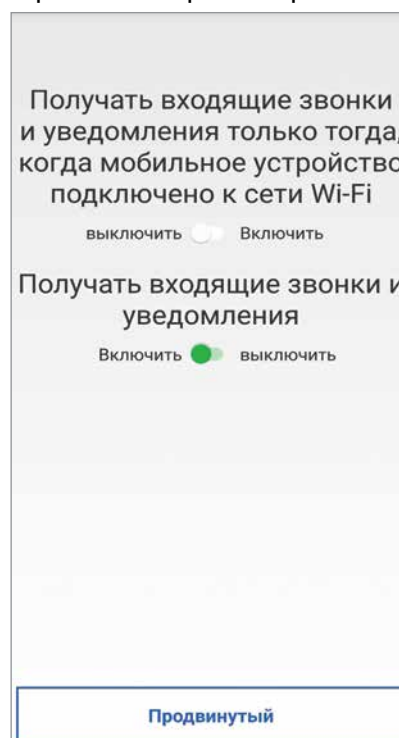 Получать входящие звонки
и уведомления только тогда,
когда мобильное устройство
подключено к сети Wi-Fi
выключить Включить
Получать входящие звонки и
уведомления
Включить выключить
Продвинутый